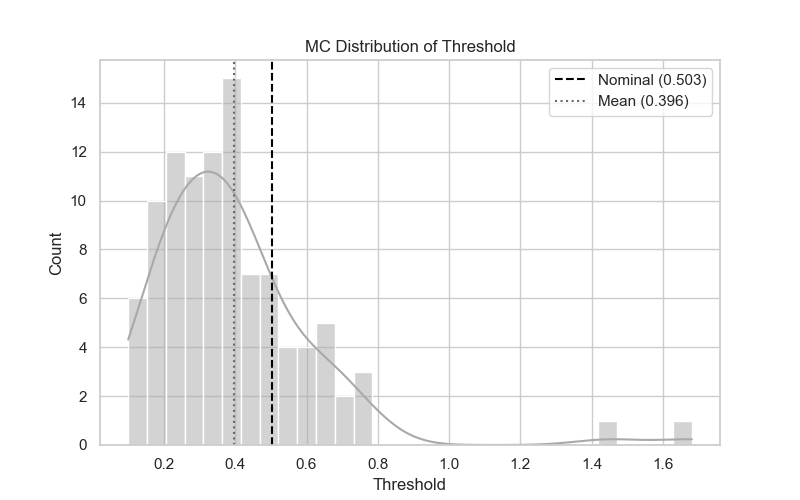 MC Distribution of Threshold
Nominal (0.503)
Mean (0.396)
Count
14
12
10
8
6
4
2
0
0.2 0.4 0.6 0.8 1.0 1.2 1.4 1.6
Threshold